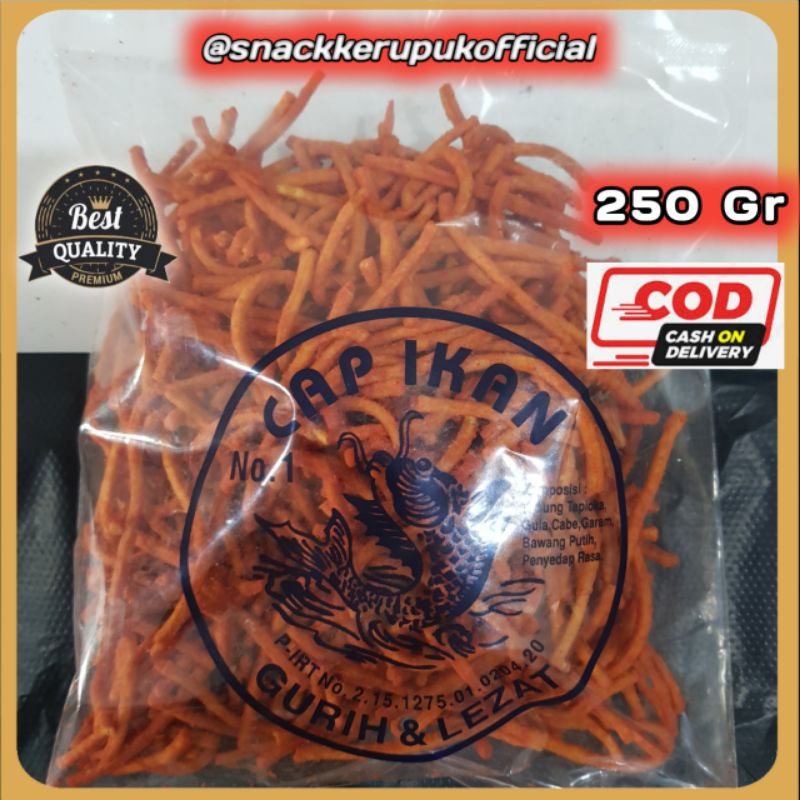 @snackkerupukofficial
250 Gr
Best
QUALITY
PREMIUM
COD
CASH ON
DELIVERY
CAP IKAN
No.1
Tapioka,
Gula,Cabe,Garam,
Bawang Putih,
Penyedap Rasa.
P-IRT No. 2.15.1275.01.0204.20
GURIH & LEZAT